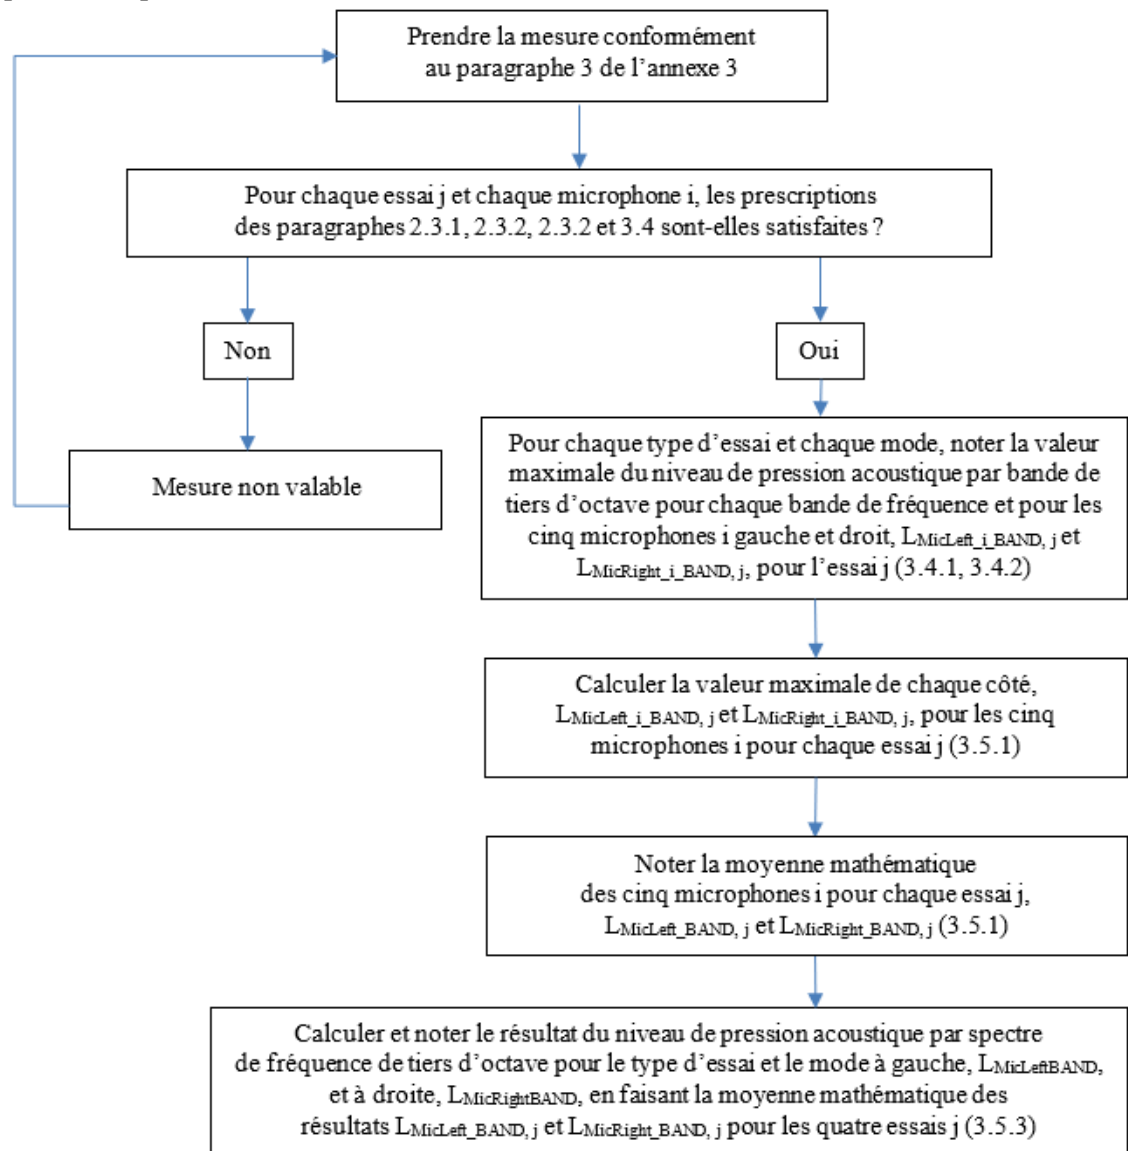 Prendre la mesure conformément
au paragraphe 3 de l’annexe 3
Pour chaque essai j et chaque microphone i, les prescriptions
des paragraphes 2.3.1, 2.3.2, 2.3.2 et 3.4 sont-elles satisfaites ?
Non
Oui
Mesure non valable
Pour chaque type d’essai et chaque mode, noter la valeur
maximale du niveau de pression acoustique par bande de
tiers d’octave pour chaque bande de fréquence et pour les
cinq microphones i gauche et droit, LMicLeft_i_BAND, j et
LMicRight_i_BAND, j, pour l’essai j (3.4.1, 3.4.2)
Calculer la valeur maximale de chaque côté,
LMicLeft_i_BAND, j et LMicRight_i_BAND, j, pour les cinq
microphones i pour chaque essai j (3.5.1)
Noter la moyenne mathématique
des cinq microphones i pour chaque essai j,
LMicLeft_BAND, j et LMicRight_BAND, j (3.5.1)
Calculer et noter le résultat du niveau de pression acoustique par spectre
de fréquence de tiers d’octave pour le type d’essai et le mode à gauche, LMicLeftBAND,
et à droite, LMicRightBAND, en faisant la moyenne mathématique des
résultats LMicLeft_BAND, j et LMicRight_BAND, j pour les quatre essais j (3.5.3)